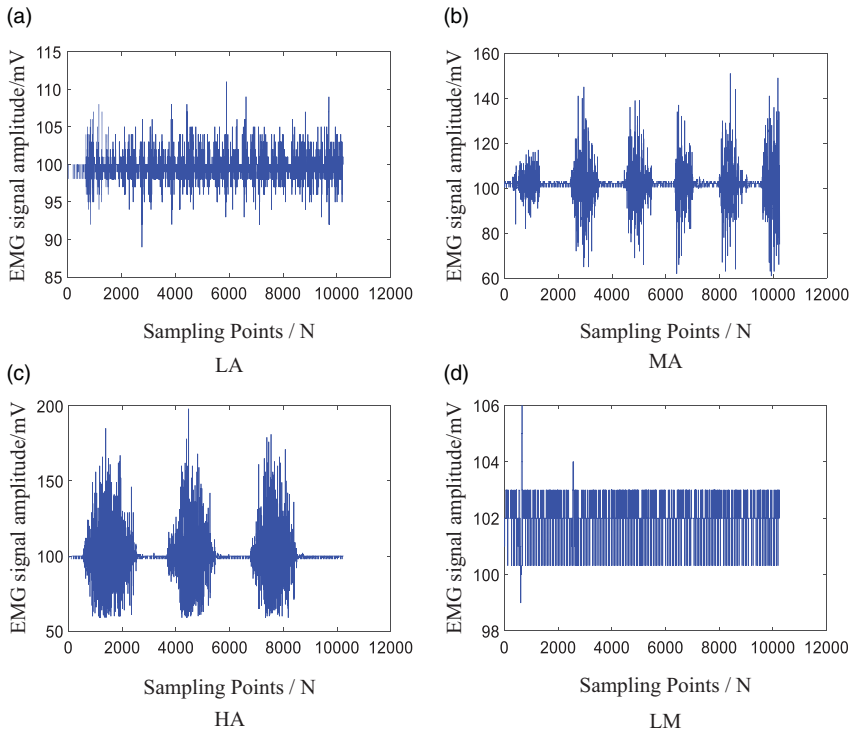 (a)
EMG signal amplitude/mV
115
110
105
100
95
90
85
0 2000 4000 6000 8000 10000 12000
Sampling Points / N
LA
(b)
EMG signal amplitude/mV
160
140
120
100
80
60
0 2000 4000 6000 8000 10000 12000
Sampling Points / N
MA
(c)
EMG signal amplitude/mV
200
150
100
50
0 2000 4000 6000 8000 10000 12000
Sampling Points / N
HA
(d)
EMG signal amplitude/mV
106
104
102
100
98
0 2000 4000 6000 8000 10000 12000
Sampling Points / N
LM